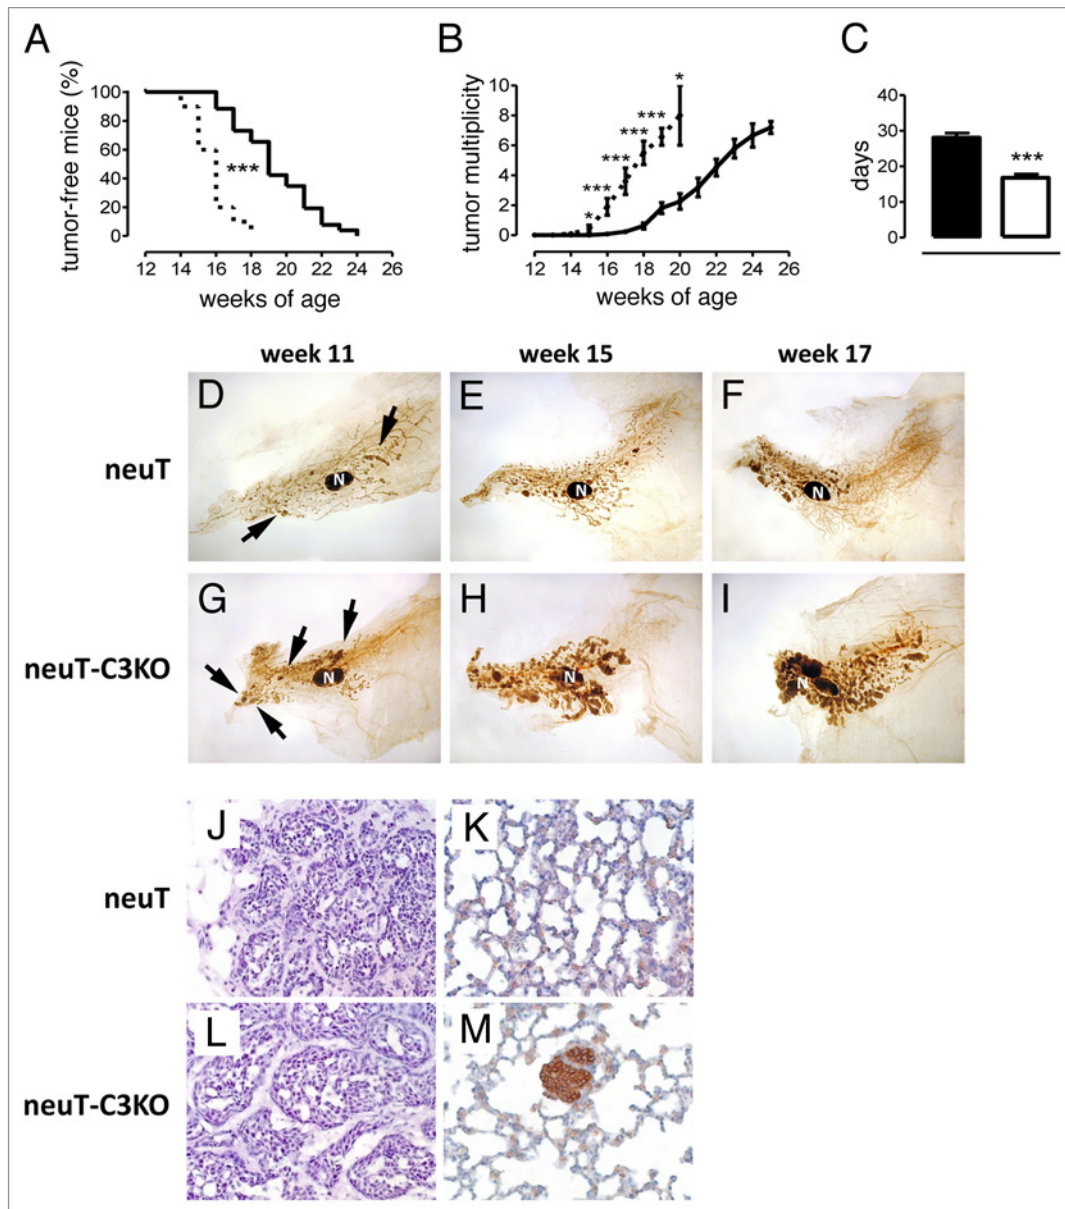 A
tumor-free mice (%)
100
80
60
40
20
0
***
12 14 16 18 20 22 24 26
weeks of age
B
tumor multiplicity
10
8
6
4
2
0
*
***
***
***
***
*
12 14 16 18 20 22 24 26
weeks of age
C
days
40
30
20
10
0
***
week 11 week 15 week 17
neuT
D
N
E
N
F
N
neuT-C3KO
G
N
H
N
I
N
neuT
J
K
neuT-C3KO
L
M